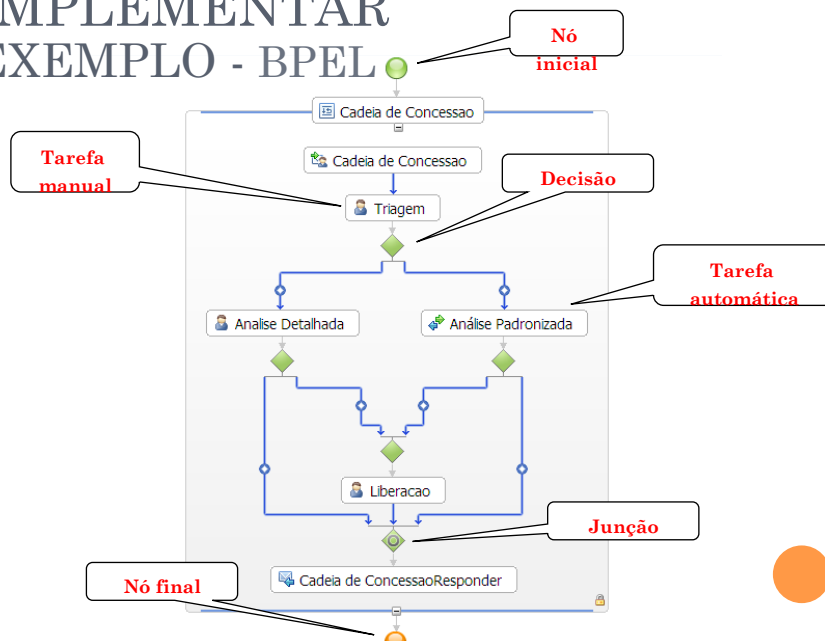 IMPLEMENTAR
EXEMPLO - BPEL
Nó
inicial
Cadeia de Concessao
Cadeia de Concessao
Tarefa
manual
Triagem
Decisão
Tarefa
automática
Analise Detalhada
Análise Padronizada
Liberacao
Junção
Cadeia de ConcessaoResponder
Nó final